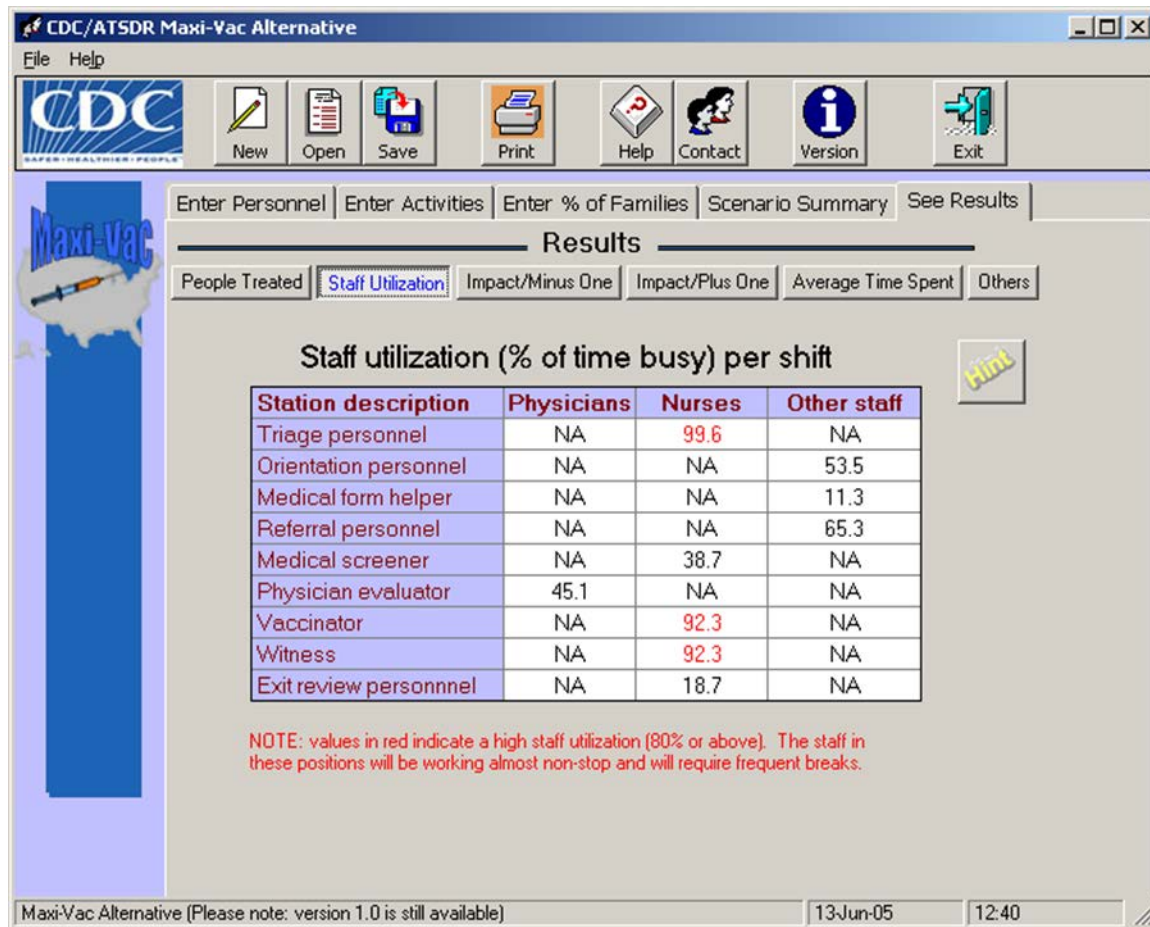 CDC/ATSDR Maxi-Vac Alternative
File Help
CDC
SAFER•HEALTHIER•PEOPLE™
New Open Save Print Help Contact Version Exit
Maxi-Vac
Enter Personnel Enter Activities Enter % of Families Scenario Summary See Results
Results
People Treated Staff Utilization Impact/Minus One Impact/Plus One Average Time Spent Others
Staff utilization (% of time busy) per shift
Hint
Station description Physicians Nurses Other staff
Triage personnel NA 99.6 NA
Orientation personnel NA NA 53.5
Medical form helper NA NA 11.3
Referral personnel NA NA 65.3
Medical screener NA 38.7 NA
Physician evaluator 45.1 NA NA
Vaccinator NA 92.3 NA
Witness NA 92.3 NA
Exit review personnnel NA 18.7 NA
NOTE: values in red indicate a high staff utilization (80% or above). The staff in
these positions will be working almost non-stop and will require frequent breaks.
Maxi-Vac Alternative (Please note: version 1.0 is still available) 13-Jun-05 12:40